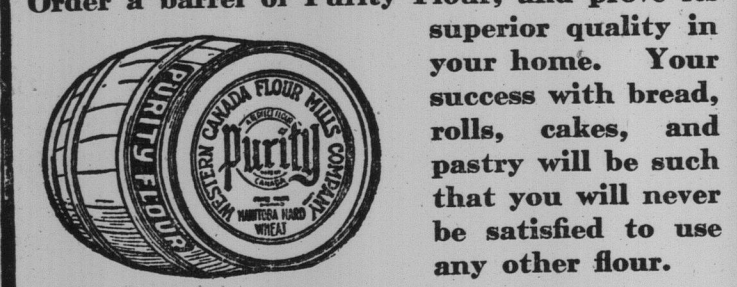 Order a barrel of Purity Flour, and prove its
superior quality in
your home. Your
success with bread,
rolls, cakes, and
pastry will be such
that you will never
be satisfied to use
any other flour.
PURITY FLOUR
WESTERN CANADA FLOUR MILLS COMPANY
Purity
CANADA
MANITOBA HARD
WHEAT